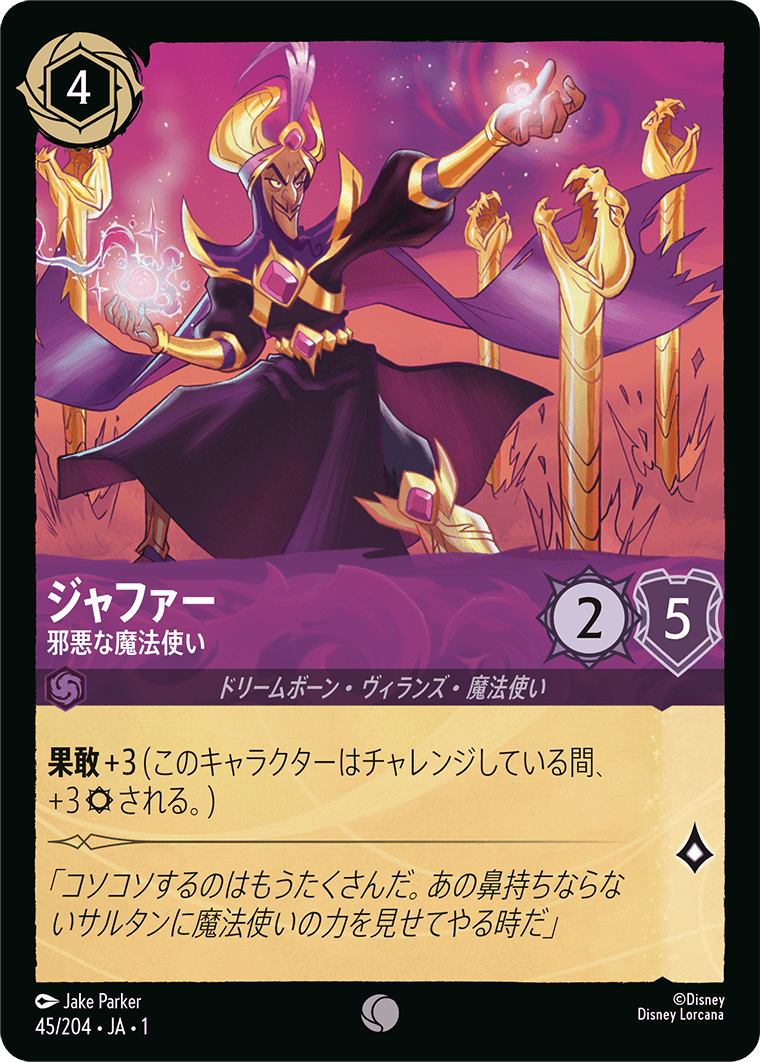 4
ジャファー
邪悪な魔法使い
2
5
ドリームボーン・ヴィランズ・魔法使い
果敢 +3 (このキャラクターはチャレンジしている間、
+3 される。)
「コソコソするのはもうたくさんだ。あの鼻持ちならな
いサルタンに魔法使いの力を見せてやる時だ」
Jake Parker
45/204 • JA • 1
©Disney
Disney Lorcana